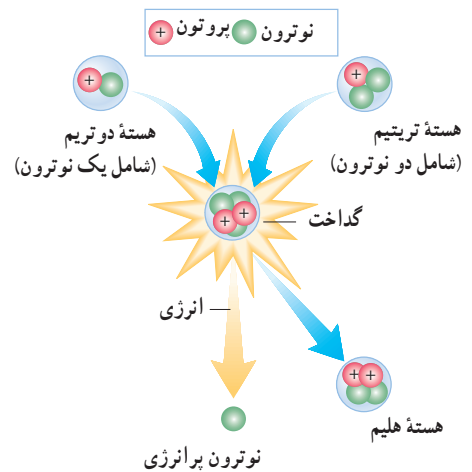 نوترون
پروتون
+
+
+
هستهٔ تریتیم
(شامل دو نوترون)
هستهٔ دوتریم
(شامل یک نوترون)
+
+
گداخت
انرژی
+ +
هستهٔ هلیم
نوترون پرانرژی